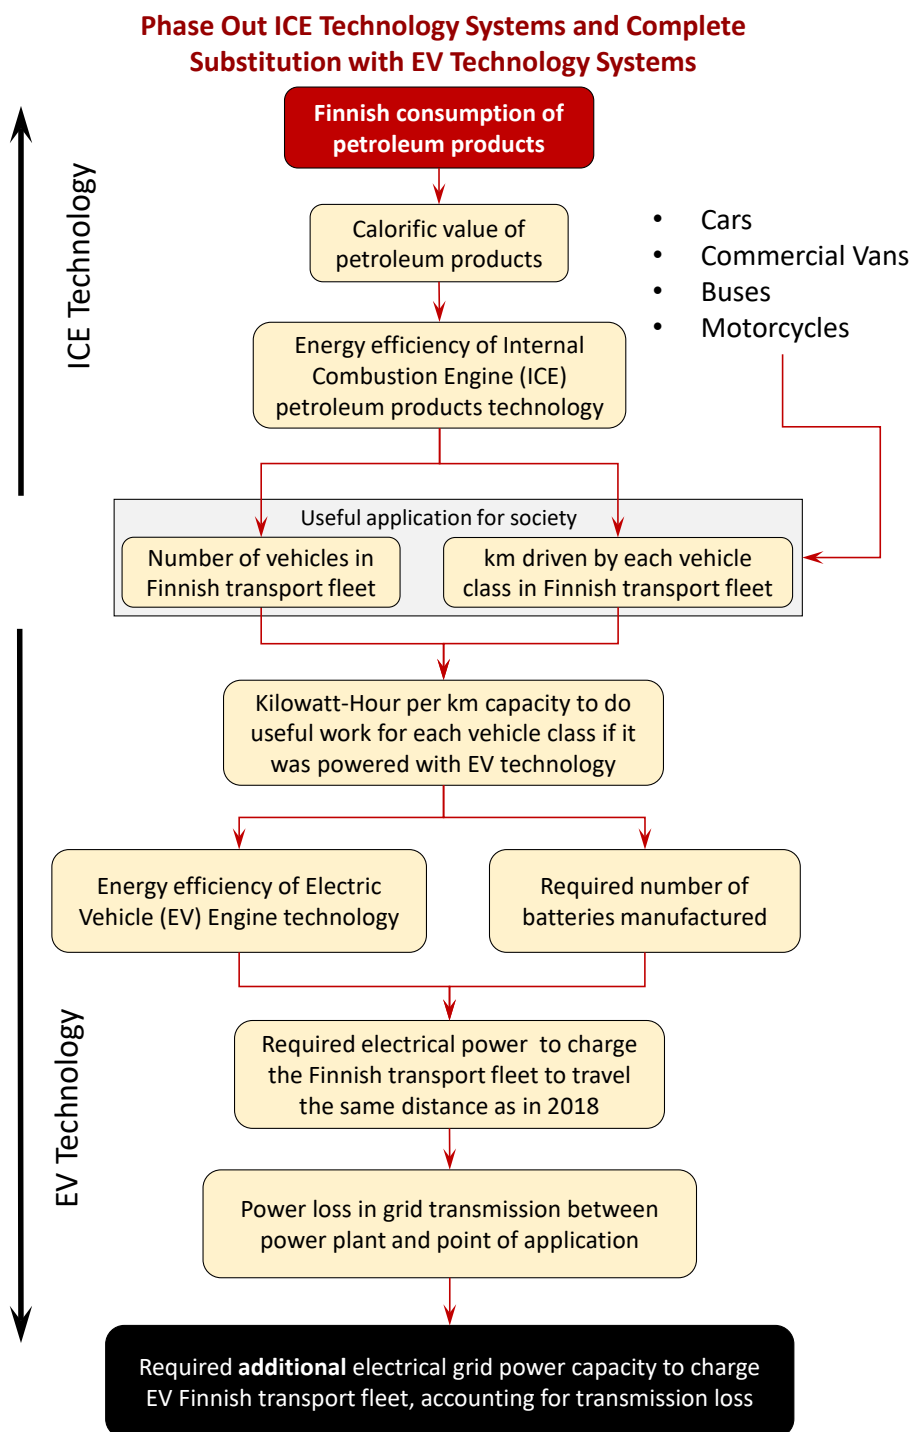 Phase Out ICE Technology Systems and Complete
Substitution with EV Technology Systems
Finnish consumption of
petroleum products
ICE Technology
Calorific value of
petroleum products
• Cars
• Commercial Vans
• Buses
• Motorcycles
Energy efficiency of Internal
Combustion Engine (ICE)
petroleum products technology
Useful application for society
Number of vehicles in
Finnish transport fleet
km driven by each vehicle
class in Finnish transport fleet
Kilowatt-Hour per km capacity to do
useful work for each vehicle class if it
was powered with EV technology
Energy efficiency of Electric
Vehicle (EV) Engine technology
Required number of
batteries manufactured
EV Technology
Required electrical power to charge
the Finnish transport fleet to travel
the same distance as in 2018
Power loss in grid transmission between
power plant and point of application
Required additional electrical grid power capacity to charge
EV Finnish transport fleet, accounting for transmission loss